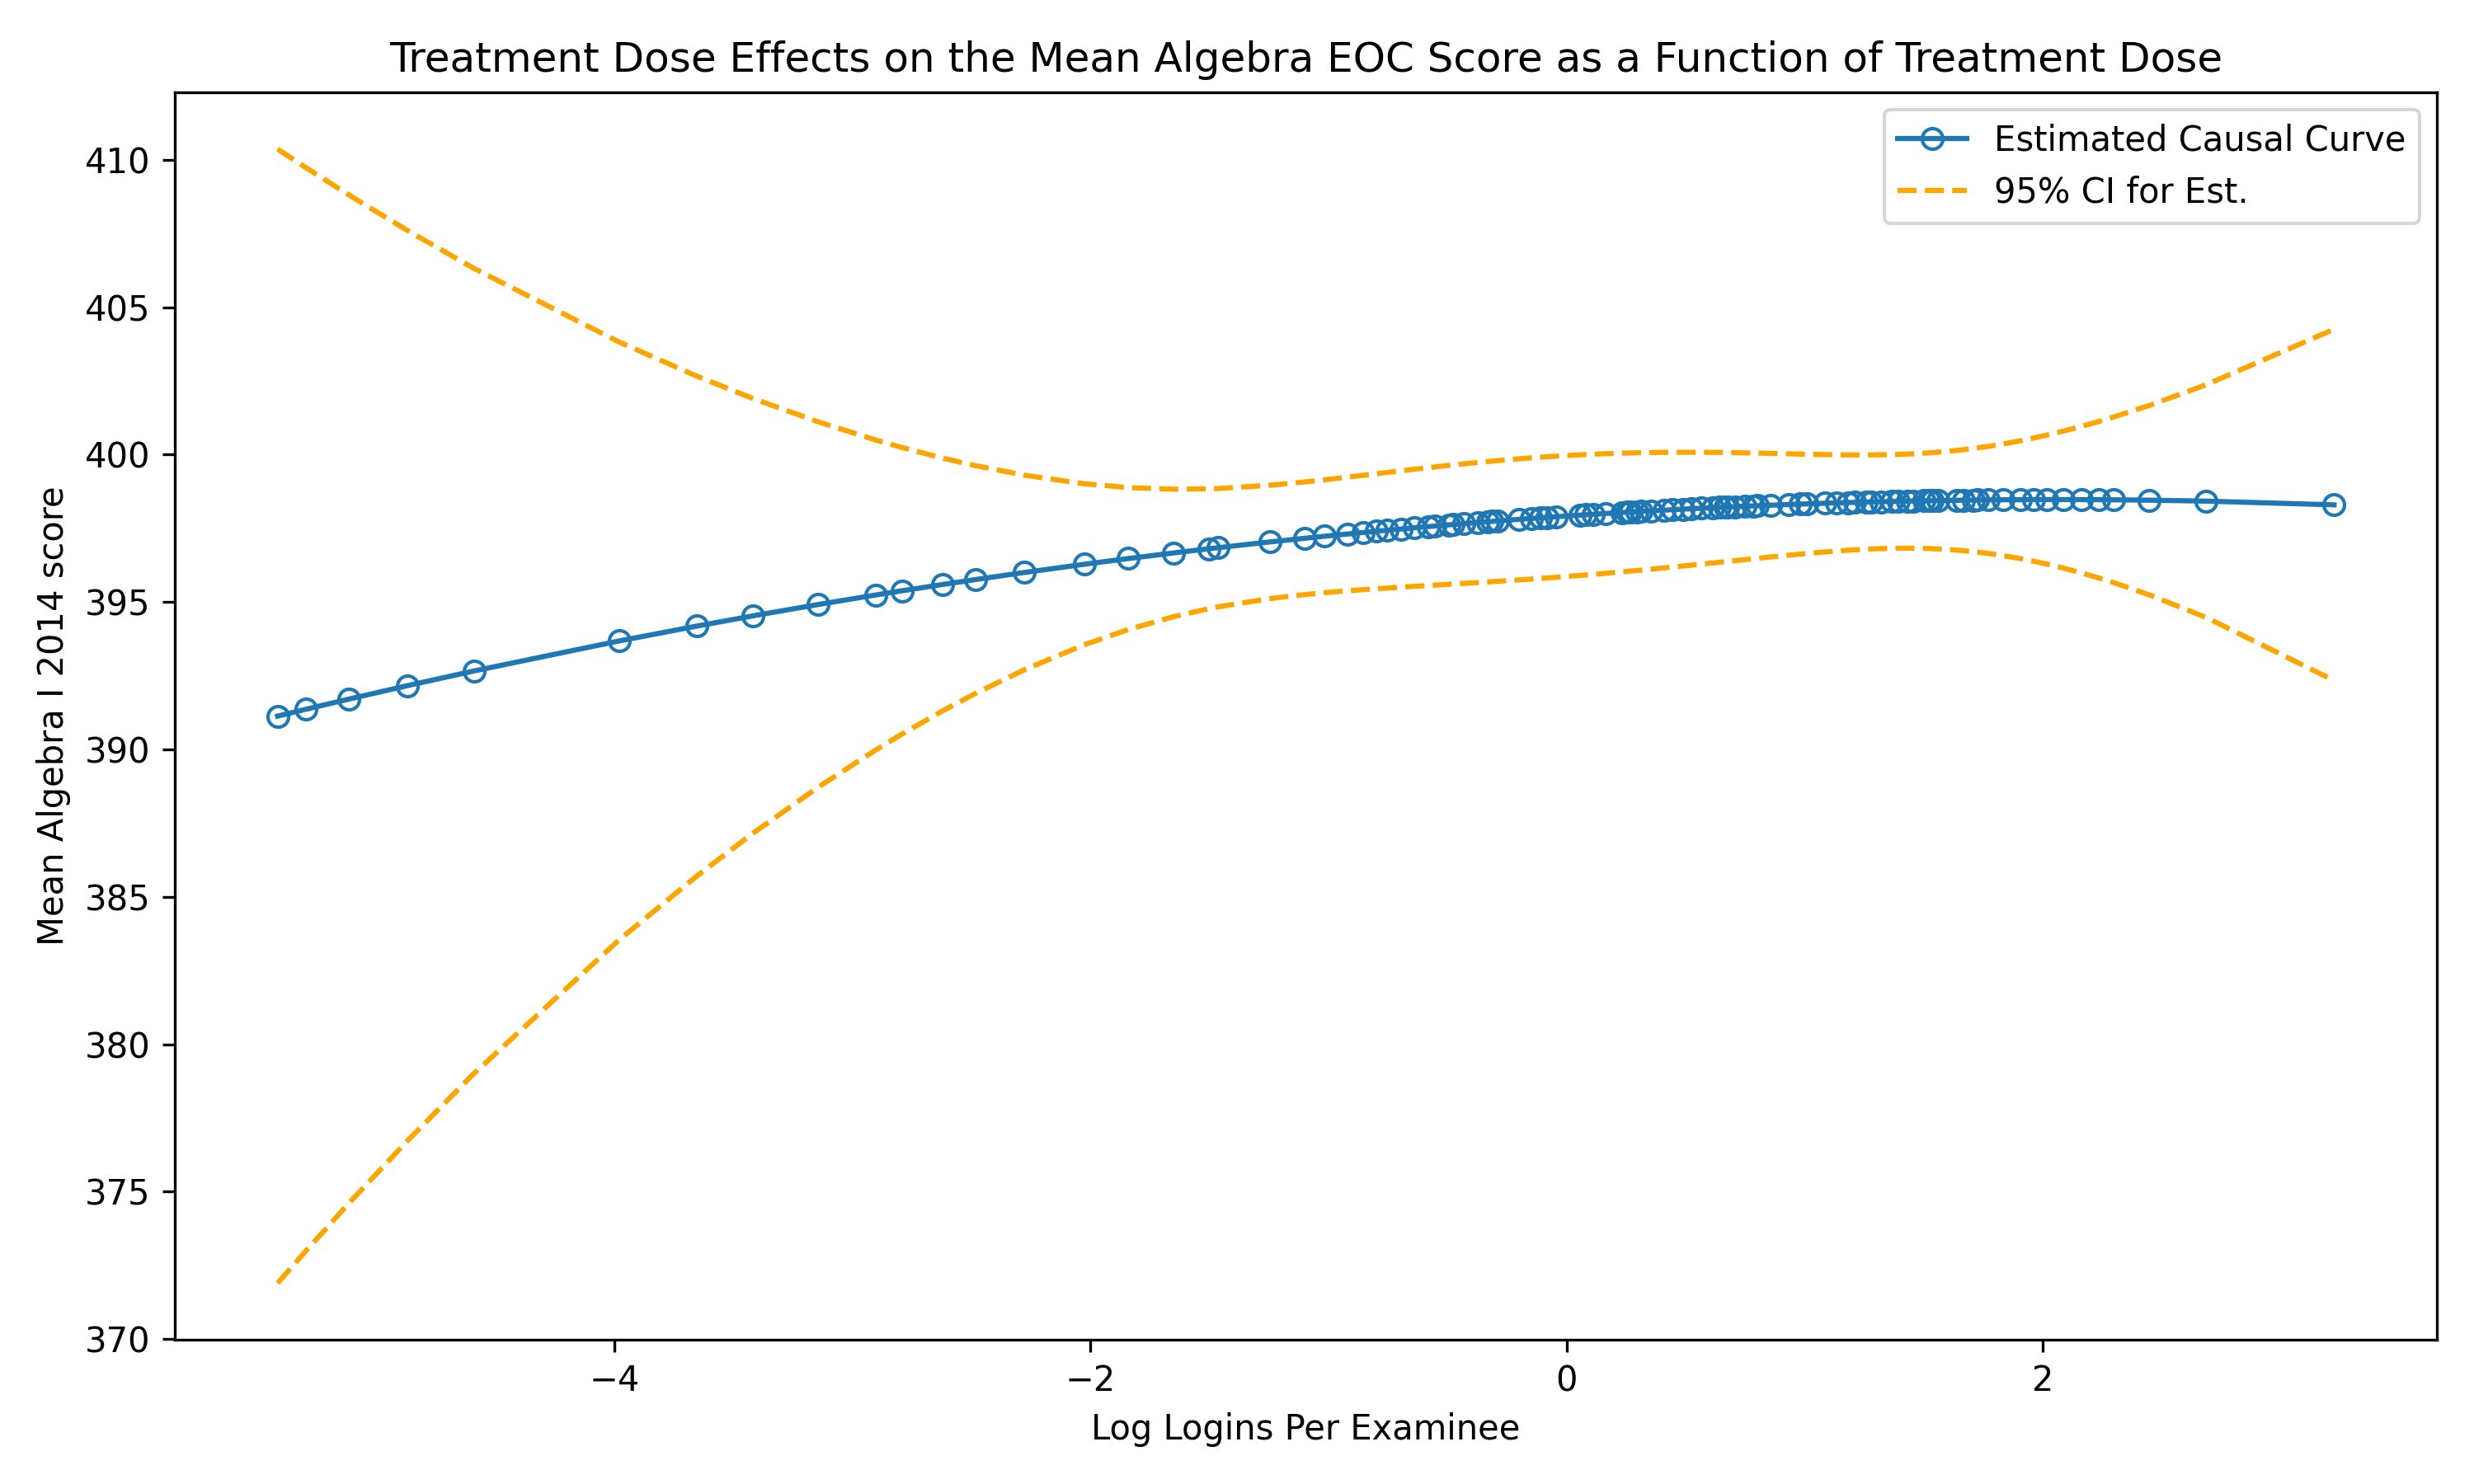 Treatment Dose Effects on the Mean Algebra EOC Score as a Function of Treatment Dose
Estimated Causal Curve
95% CI for Est.
410
405
400
395
390
385
380
375
370
Mean Algebra I 2014 score
−4
−2
0
2
Log Logins Per Examinee